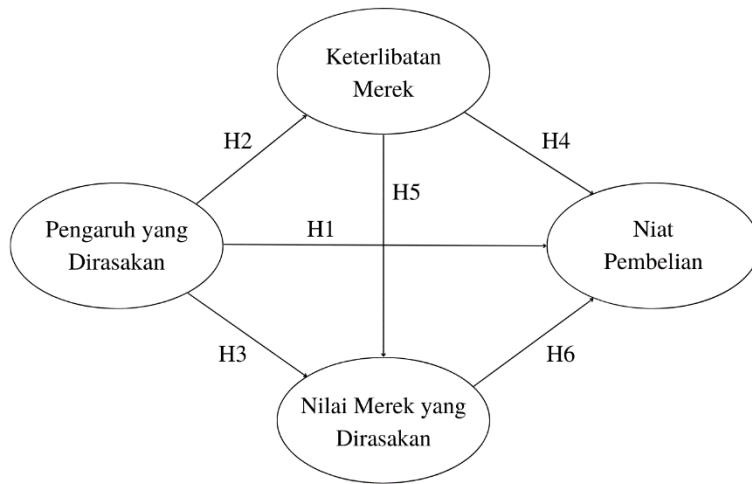 Keterlibatan
Merek
H2
H4
H5
Pengaruh yang
Dirasakan
H1
Niat
Pembelian
H3
H6
Nilai Merek yang
Dirasakan